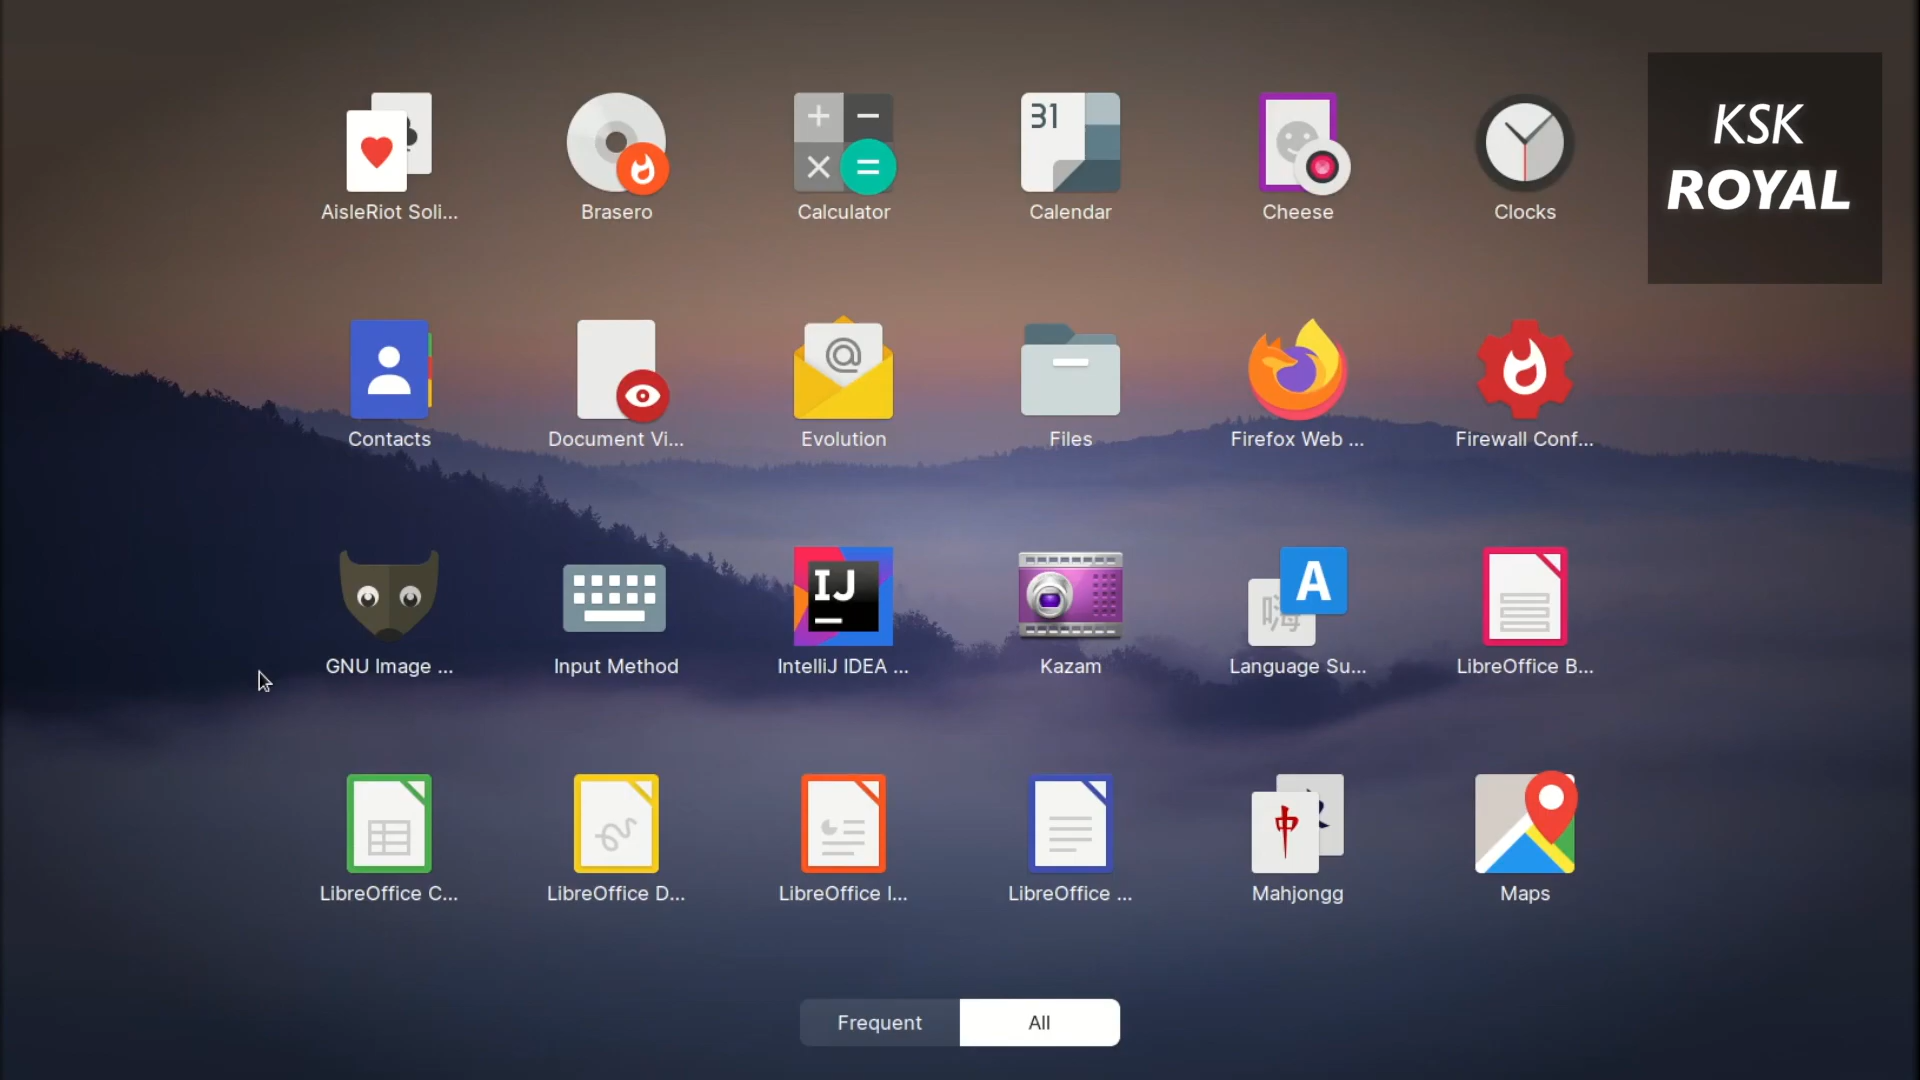 KSK
ROYAL
31
AisleRiot Soli...
Brasero
Calculator
Calendar
Cheese
Clocks
Contacts
Document Vi...
Evolution
Files
Firefox Web ...
Firewall Conf...
IJ
嗨
A
GNU Image ...
Input Method
IntelliJ IDEA ...
Kazam
Language Su...
LibreOffice B...
中
LibreOffice C...
LibreOffice D...
LibreOffice I...
LibreOffice ...
Mahjongg
Maps
Frequent
All